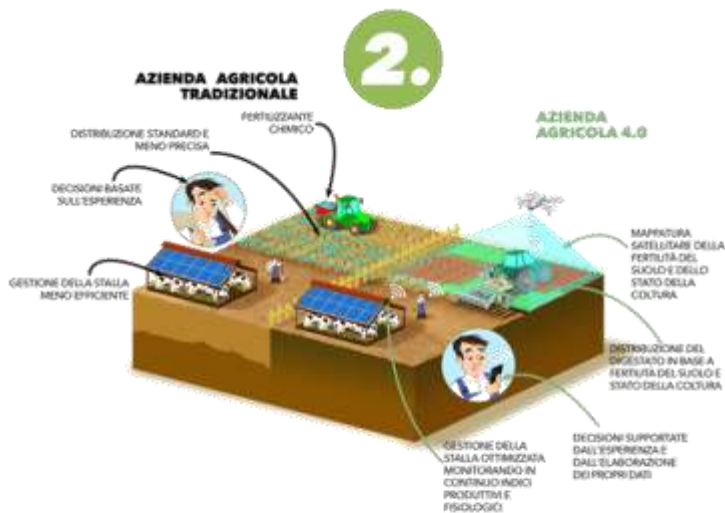 2.
AZIENDA AGRICOLA
TRADIZIONALE
FERTILIZZANTE
CHIMICO
DISTRIBUZIONE STANDARD E
MENO PRECISA
DECISIONI BASATE
SULL'ESPERIENZA
GESTIONE DELLA STALLA
MENO EFFICIENTE
AZIENDA
AGRICOLA 4.0
MAPPATURA
SATELLITARE DELLA
FERTILITÀ DEL
SUOLO E DELLO
STATO DELLA
COLTURA
DISTRIBUZIONE DEL
DIGESTATO IN BASE A
FERTILITÀ DEL SUOLO E
STATO DELLA COLTURA
DECISIONI SUPPORTATE
DALL'ESPERIENZA E
DALL'ELABORAZIONE
DEI PROPRI DATI
GESTIONE DELLA
STALLA OTTIMIZZATA
MONITORANDO IN
CONTINUO INDICI
PRODUTTIVI E
FISIOLOGICI